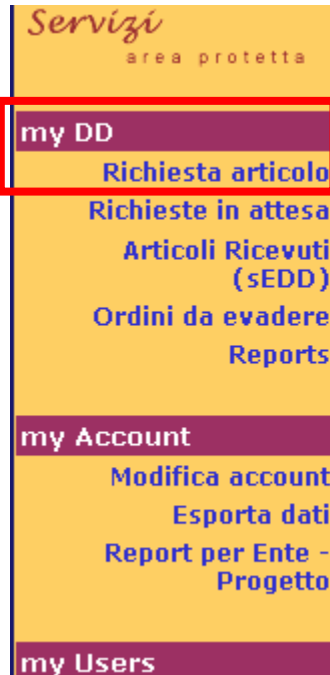 Servizi
area protetta
my DD
Richiesta articolo
Richieste in attesa
Articoli Ricevuti
(sEDD)
Ordini da evadere
Reports
my Account
Modifica account
Esporta dati
Report per Ente -
Progetto
my Users